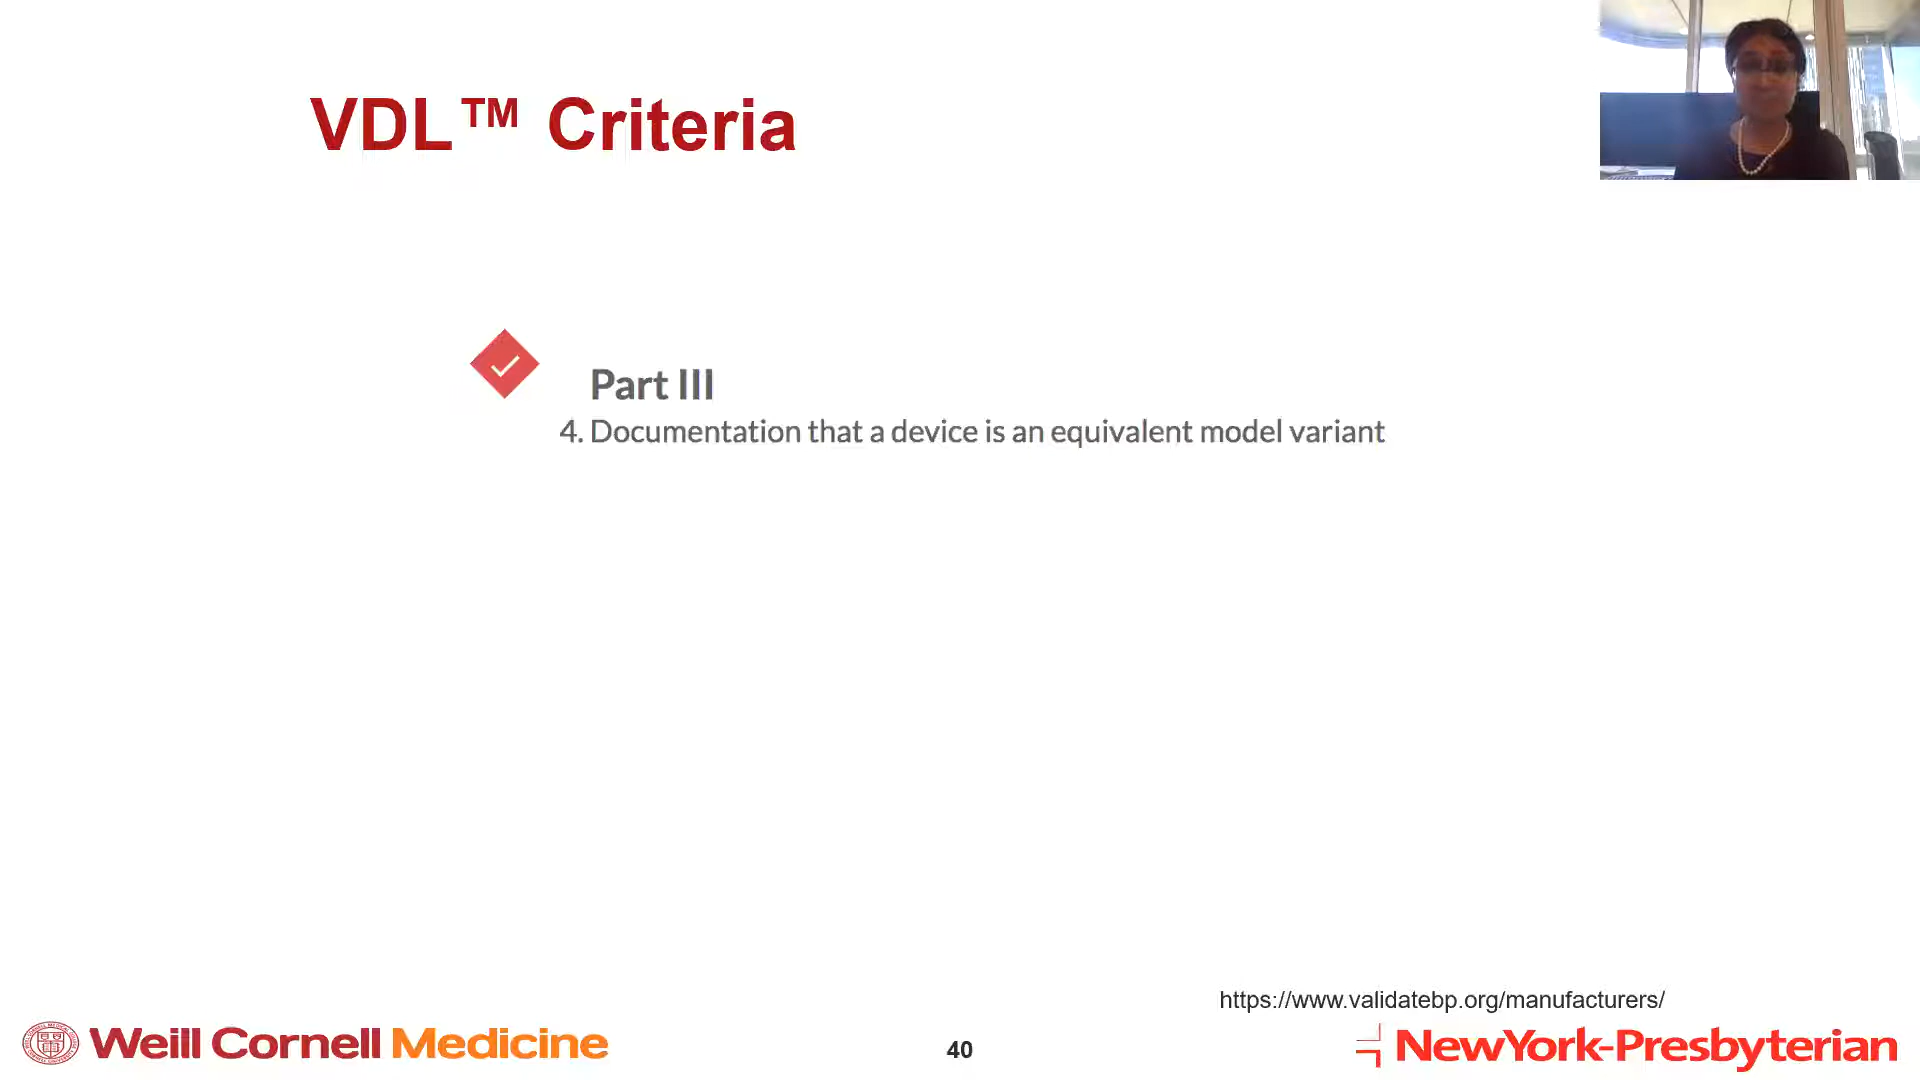 VDL™ Criteria
Part III
4. Documentation that a device is an equivalent model variant
https://www.validatebp.org/manufacturers/
Weill Cornell Medicine
40
NewYork-Presbyterian